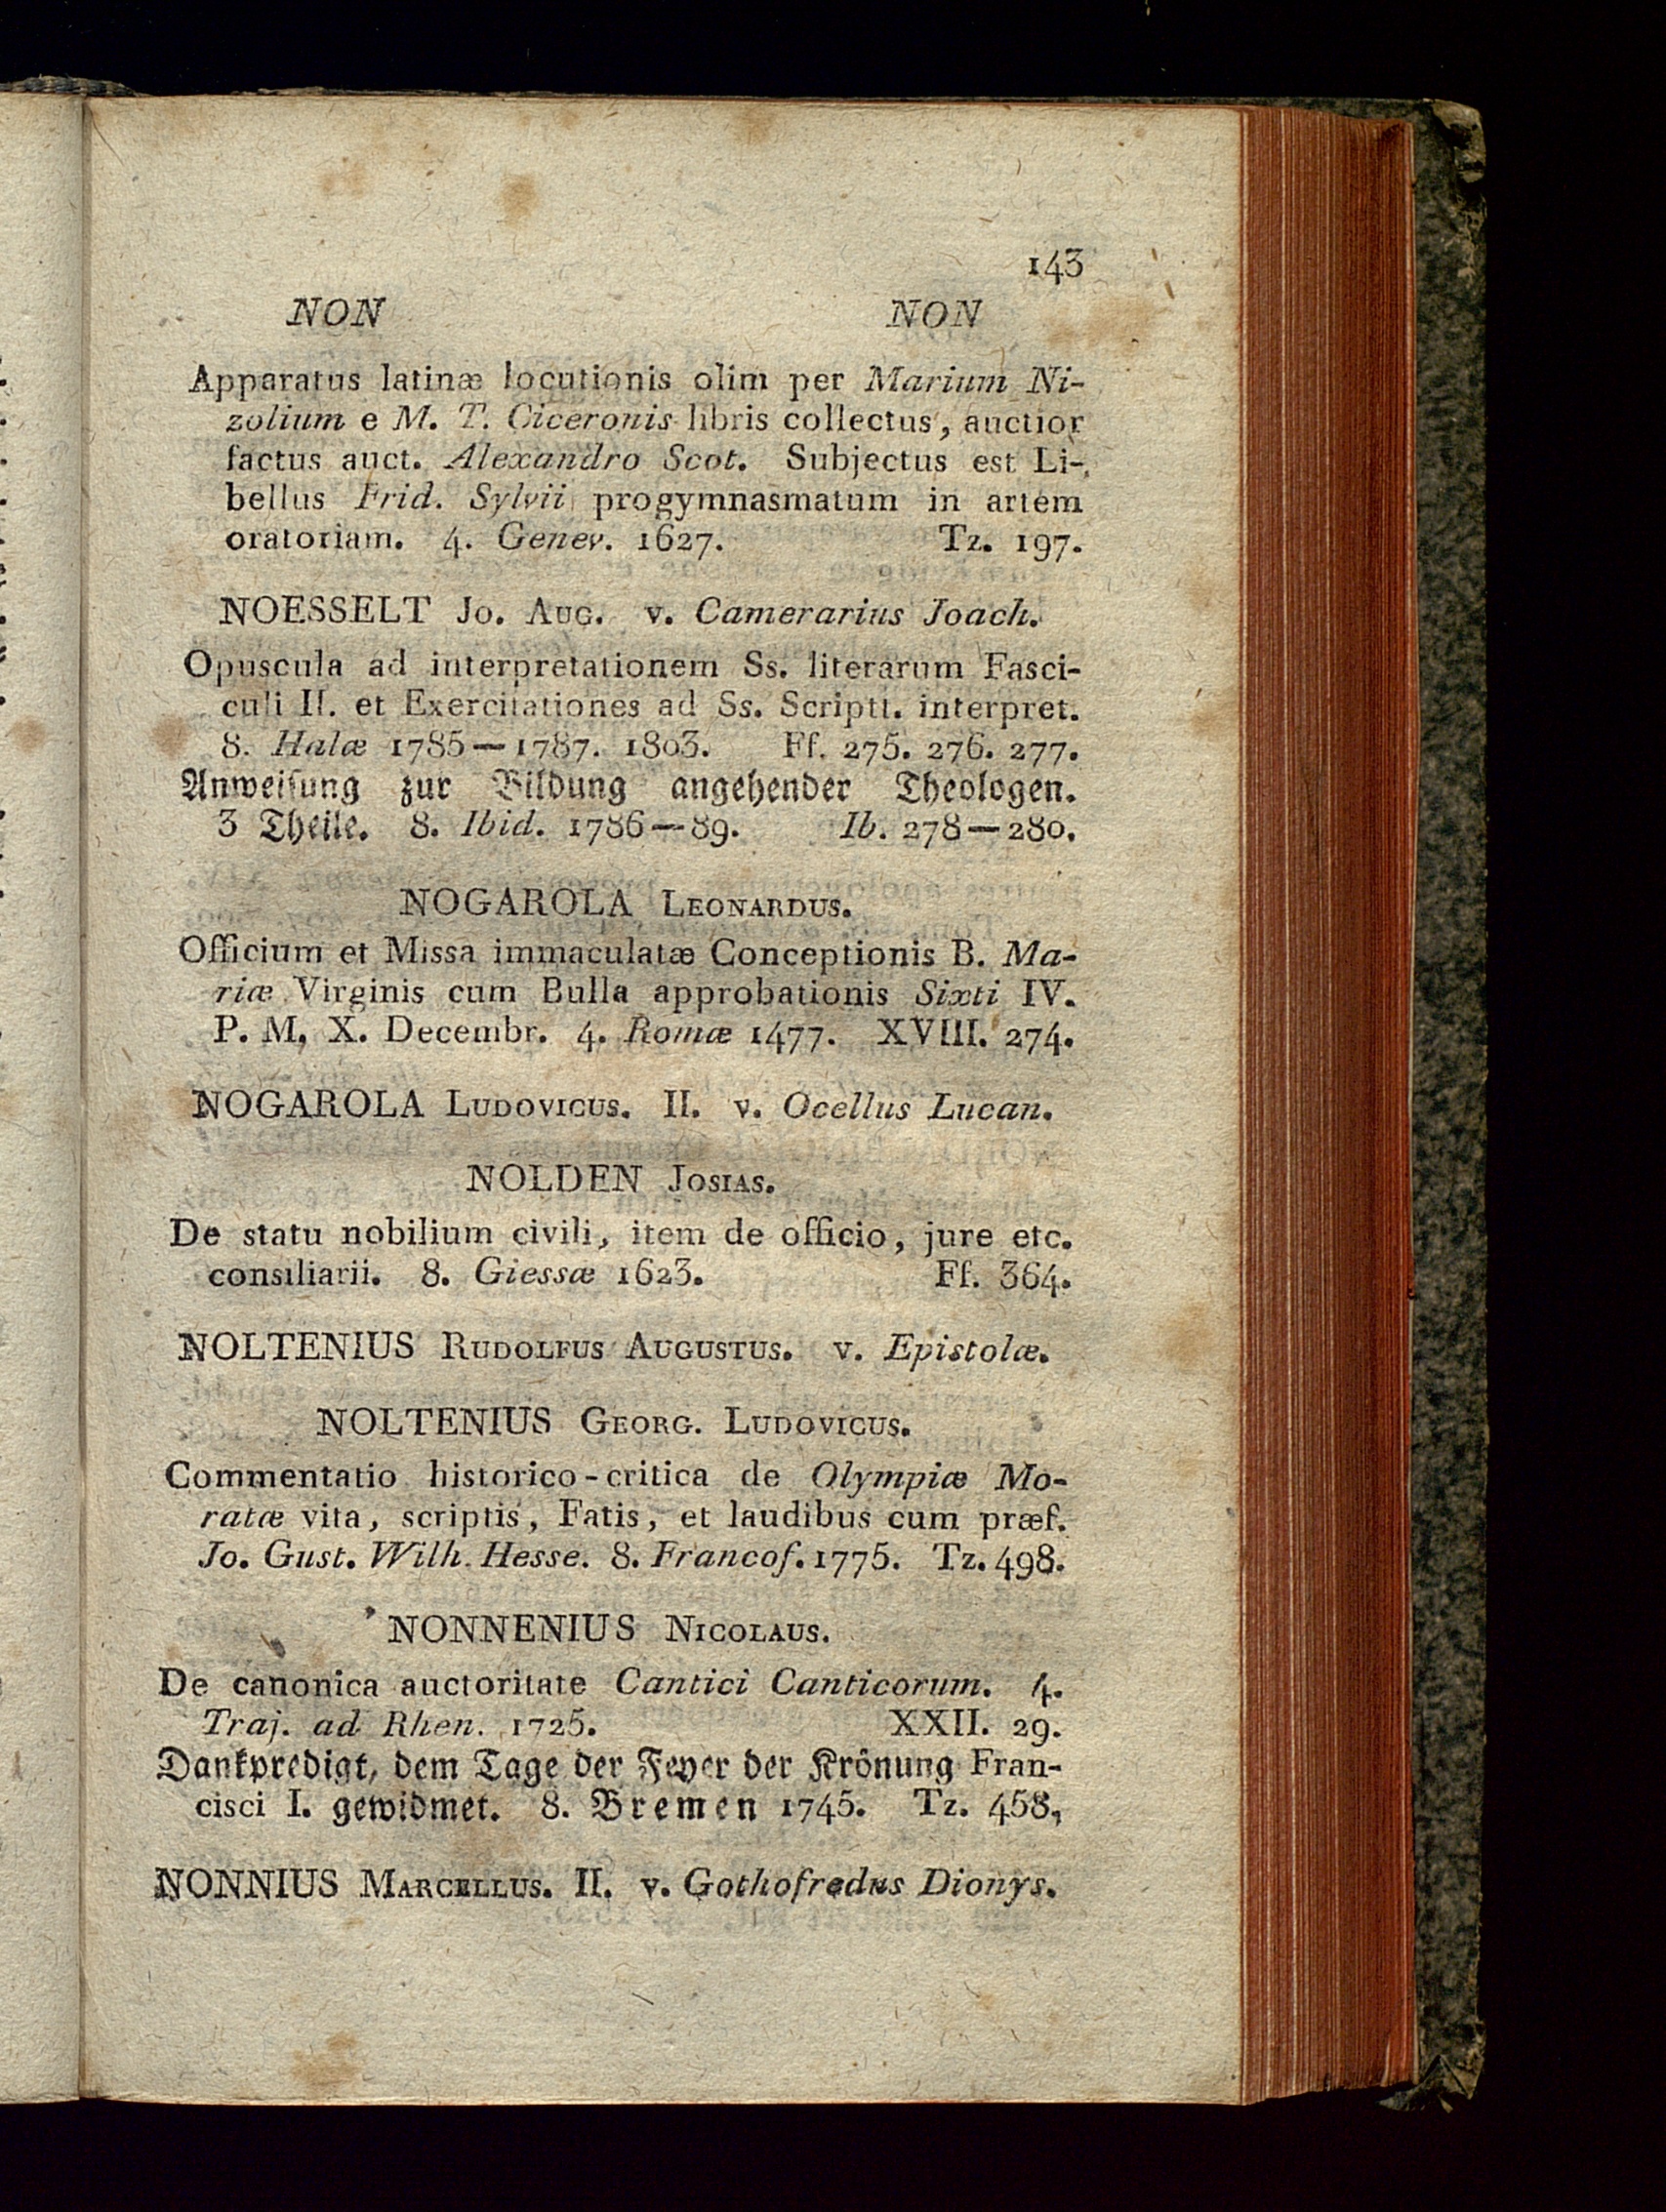 143
NON NON
Apparatus latinæ locutionis olim per Marium Ni-
zolium e M. T. Ciceronis libris collectus, auctior
factus auct. Alexandro Scot. Subjectus est Li-
bellus Frid. Sylvii progymnasmatum in artem
oratoriam. 4. Genev. 1627. Tz. 197.
NOESSELT Jo. Aug. v. Camerarius Joach.
Opuscula ad interpretationem Ss. literarum Fasci-
culi II. et Exercitationes ad Ss. Scriptt. interpret.
8. Halæ 1785—1787. 1803. Ff. 275. 276. 277.
Anweisung zur Bildung angehender Theologen.
3 Theile. 8. Ibid. 1786—89. Ib. 278—280.
NOGAROLA Leonardus.
Officium et Missa immaculatæ Conceptionis B. Ma-
riæ Virginis cum Bulla approbationis Sixti IV.
P. M, X. Decembr. 4. Romæ 1477. XVIII. 274.
NOGAROLA Ludovicus. II. v. Ocellus Lucan.
NOLDEN Josias.
De statu nobilium civili, item de officio, jure etc.
consiliarii. 8. Giessæ 1623. Ff. 364.
NOLTENIUS Rudolfus Augustus. v. Epistolæ.
NOLTENIUS Georg. Ludovicus.
Commentatio historico-critica de Olympiæ Mo-
ratæ vita, scriptis, Fatis, et laudibus cum præf.
Jo. Gust. Wilh. Hesse. 8. Francof. 1775. Tz. 498.
NONNENIUS Nicolaus.
De canonica auctoritate Cantici Canticorum. 4.
Traj. ad Rhen. 1725. XXII. 29.
Dankpredigt, dem Tage der Feyer der Krönung Fran-
cisci I. gewidmet. 8. Bremen 1745. Tz. 458,
NONNIUS Marcellus. II. v. Gothofredus Dionys.